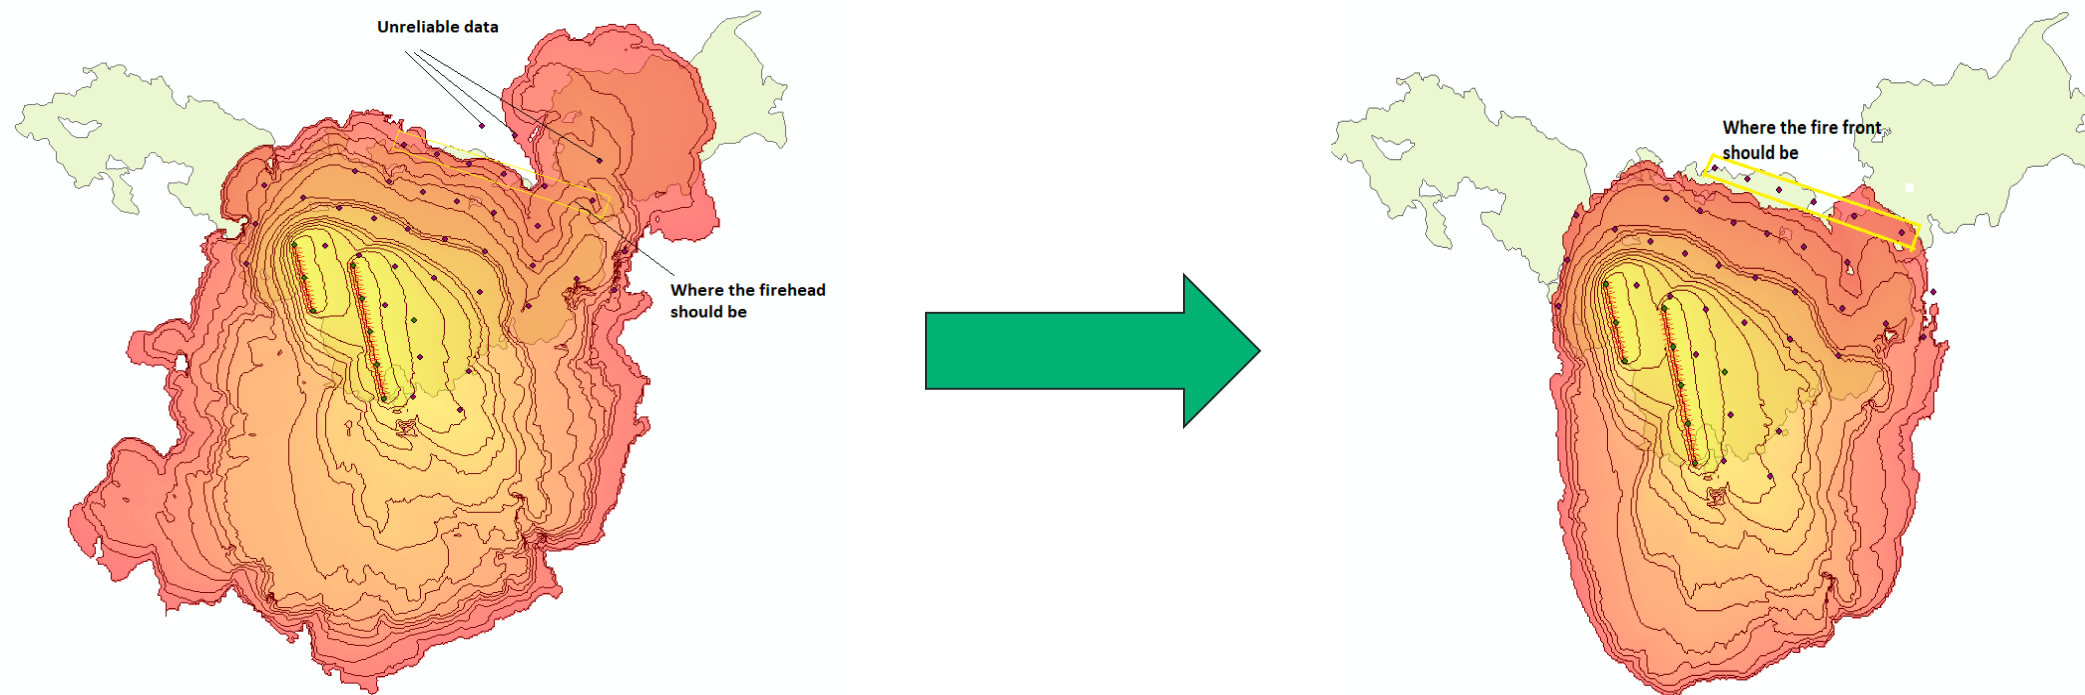 Unreliable data
Where the firehead
should be
Where the fire front
should be